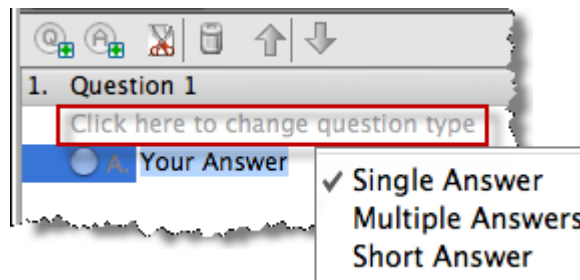 Q A
1. Question 1
Click here to change question type
A. Your Answer
✓ Single Answer
Multiple Answers
Short Answer